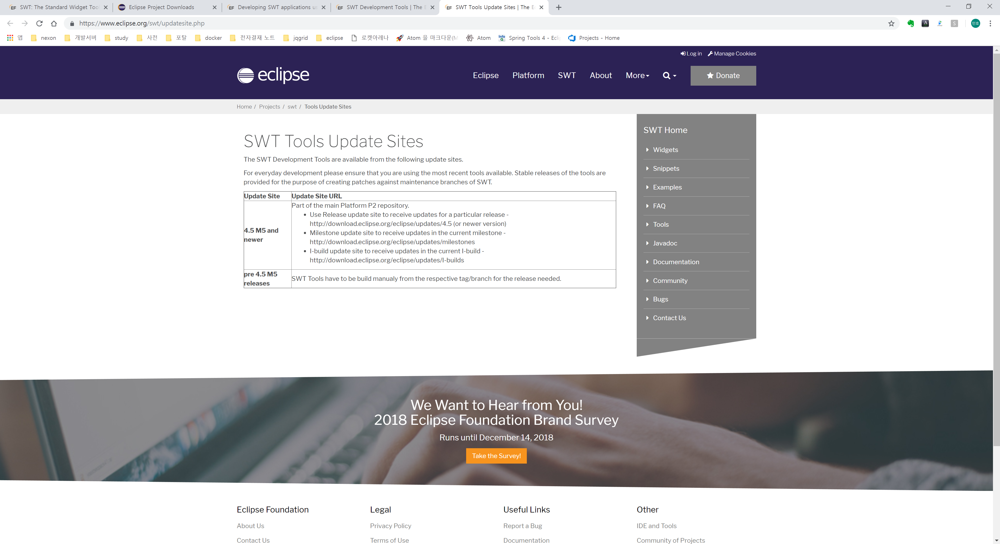 SWT: The Standard Widget Tool
Eclipse Project Downloads
Developing SWT applications us
SWT Development Tools | The E
SWT Tools Update Sites | The Ec
https://www.eclipse.org/swt/updatesite.php
민호
앱
nexon
개발서버
study
사전
포탈
docker
전자결재 노트
jqgrid
eclipse
로켓아레나
Atom 을 마크다운(M
Atom
Spring Tools 4 - Ecli
Projects - Home
Log in
Manage Cookies
eclipse
Eclipse
Platform
SWT
About
More
Donate
Home / Projects / swt / Tools Update Sites
SWT Tools Update Sites
The SWT Development Tools are available from the following update sites.
For everyday development please ensure that you are using the most recent tools available. Stable releases of the tools are
provided for the purpose of creating patches against maintenance branches of SWT.
Update Site
Update Site URL
4.5 M5 and
newer
Part of the main Platform P2 repository.
• Use Release update site to receive updates for a particular release -
http://download.eclipse.org/eclipse/updates/4.5 (or newer version)
• Milestone update site to receive updates in the current milestone -
http://download.eclipse.org/eclipse/updates/milestones
• I-build update site to receive updates in the current I-build -
http://download.eclipse.org/eclipse/updates/I-builds
pre 4.5 M5
releases
SWT Tools have to be build manualy from the respective tag/branch for the release needed.
SWT Home
Widgets
Snippets
Examples
FAQ
Tools
Javadoc
Documentation
Community
Bugs
Contact Us
We Want to Hear from You!
2018 Eclipse Foundation Brand Survey
Runs until December 14, 2018
Take the Survey!
Eclipse Foundation
About Us
Contact Us
Legal
Privacy Policy
Terms of Use
Useful Links
Report a Bug
Documentation
Other
IDE and Tools
Community of Projects